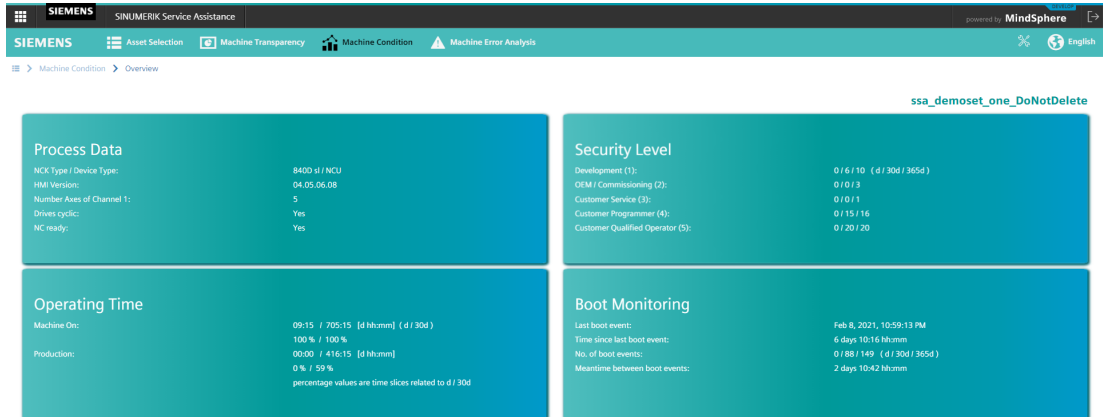 SIEMENS
SINUMERIK Service Assistance
DEVELOP
powered by MindSphere
SIEMENS
Asset Selection
Machine Transparency
Machine Condition
Machine Error Analysis
English
Machine Condition > Overview
ssa_demoset_one_DoNotDelete
Process Data
NCK Type / Device Type: 840D sl / NCU
HMI Version: 04.05.06.08
Number Axes of Channel 1: 5
Drives cyclic: Yes
NC ready: Yes
Security Level
Development (1): 0 / 6 / 10 ( d / 30d / 365d )
OEM / Commissioning (2): 0 / 0 / 3
Customer Service (3): 0 / 0 / 1
Customer Programmer (4): 0 / 15 / 16
Customer Qualified Operator (5): 0 / 20 / 20
Operating Time
Machine On: 09:15 / 705:15 [d hh:mm] ( d / 30d )
100 % / 100 %
Production: 00:00 / 416:15 [d hh:mm]
0 % / 59 %
percentage values are time slices related to d / 30d
Boot Monitoring
Last boot event: Feb 8, 2021, 10:59:13 PM
Time since last boot event: 6 days 10:16 hh:mm
No. of boot events: 0 / 88 / 149 ( d / 30d / 365d )
Meantime between boot events: 2 days 10:42 hh:mm